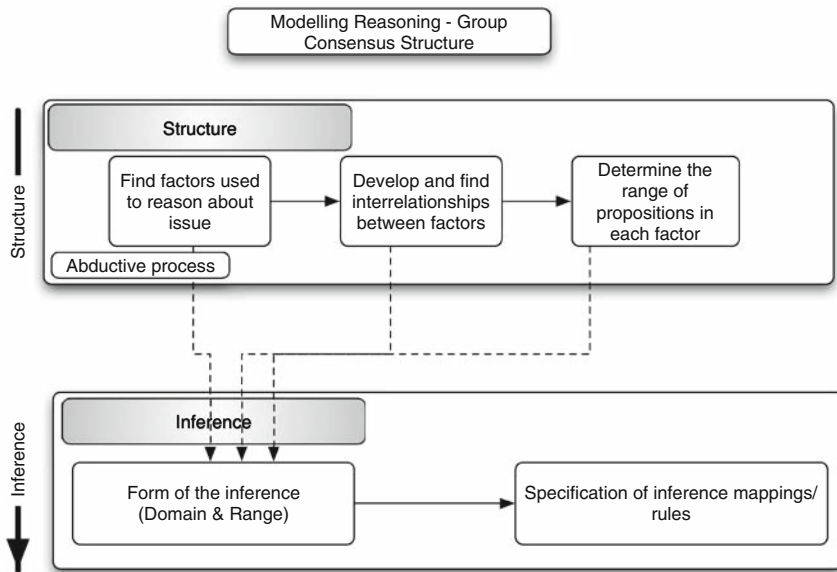 Modelling Reasoning - Group
Consensus Structure
Structure
Structure
Find factors used
to reason about
issue
Develop and find
interrelationships
between factors
Determine the
range of
propositions in
each factor
Abductive process
Inference
Inference
Form of the inference
(Domain & Range)
Specification of inference mappings/
rules